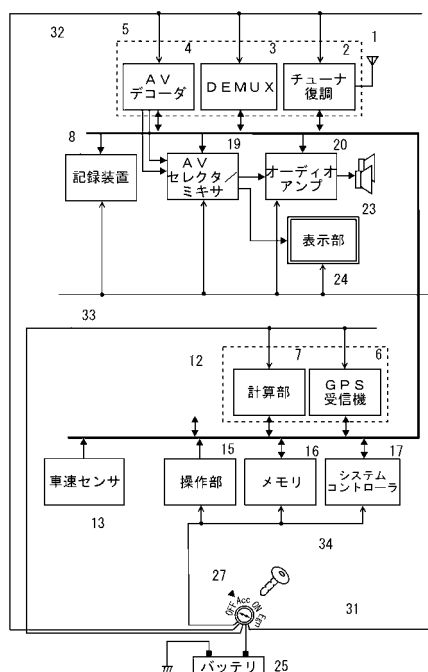 32
5
4
3
2
1
AV
デコーダ
DEMUX
チューナ
復調
8
19
20
記録装置
AV
セレクタ/
ミキサ
オーディオ
アンプ
23
表示部
24
33
12
7
6
計算部
GPS
受信機
15
16
17
車速センサ
操作部
メモリ
システム
コントローラ
13
34
27
31
OFF Acc ON Eng
バッテリ
25